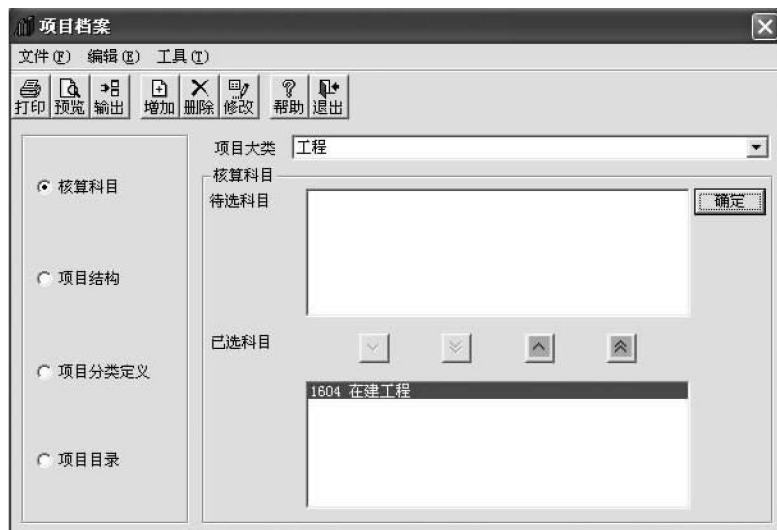 项目档案
文件(F) 编辑(E) 工具(T)
打印 预览 输出 增加 删除 修改 帮助 退出
项目大类 工程
核算科目
核算科目
待选科目
确定
项目结构
已选科目
项目分类定义
1604 在建工程
项目目录